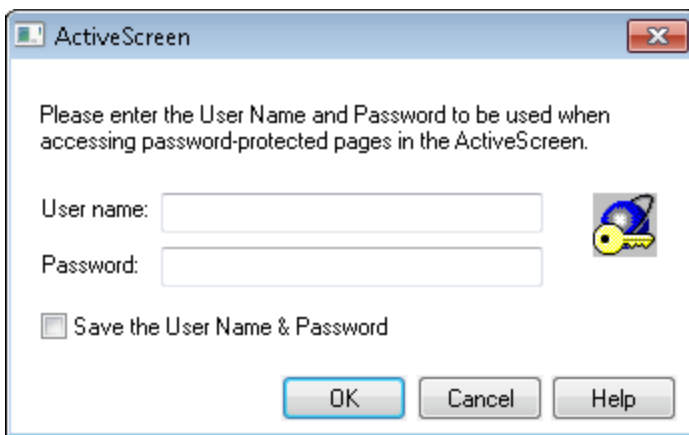 ActiveScreen
Please enter the User Name and Password to be used when
accessing password-protected pages in the ActiveScreen.
User name:
Password:
Save the User Name & Password
OK Cancel Help